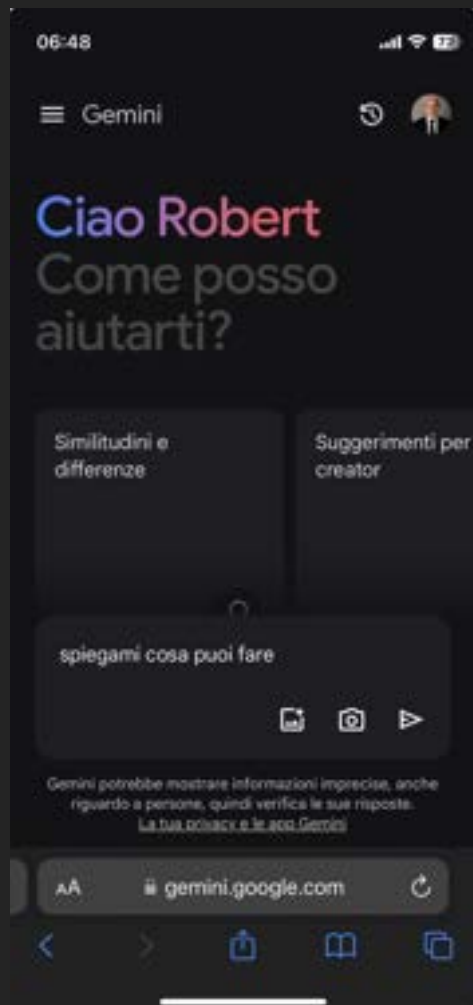 06:48
73
Gemini
Ciao Robert
Come posso
aiutarti?
Similitudini e
differenze
Suggerimenti per
creator
spiegami cosa puoi fare
Gemini potrebbe mostrare informazioni imprecise, anche
riguardo a persone, quindi verifica le sue risposte.
La tua privacy e le app Gemini
AA
gemini.google.com